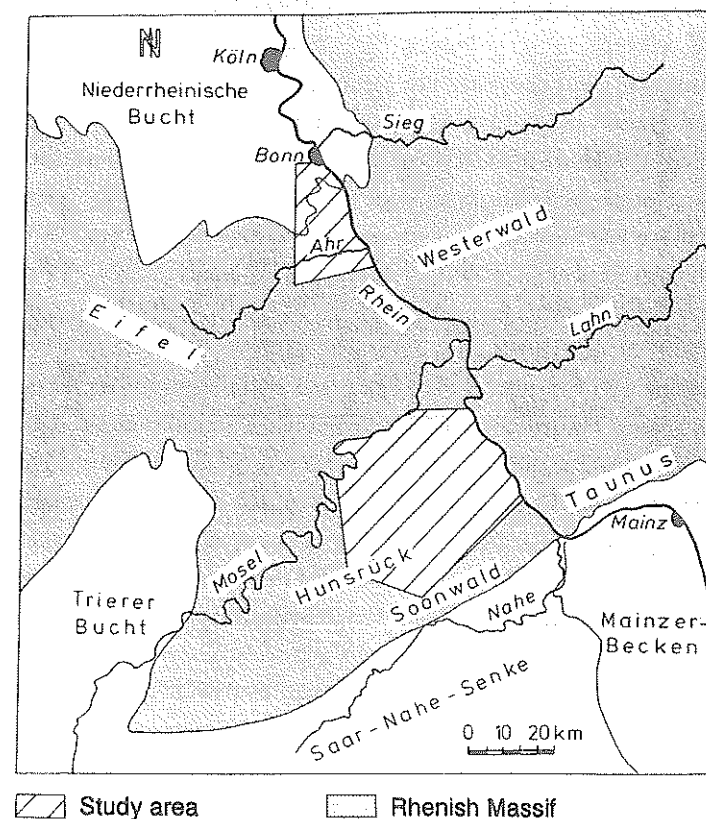 N
Köln
Niederrheinische
Bucht
Sieg
Bonn
Westerwald
Ahr
Rhein
Eifel
Lahn
Taunus
Mainz
Mosel
Hunsrück
Soonwald
Trierer
Bucht
Nahe
Mainzer-
Becken
Saar-Nahe-Senke
0 10 20 km
Study area
Rhenish Massif